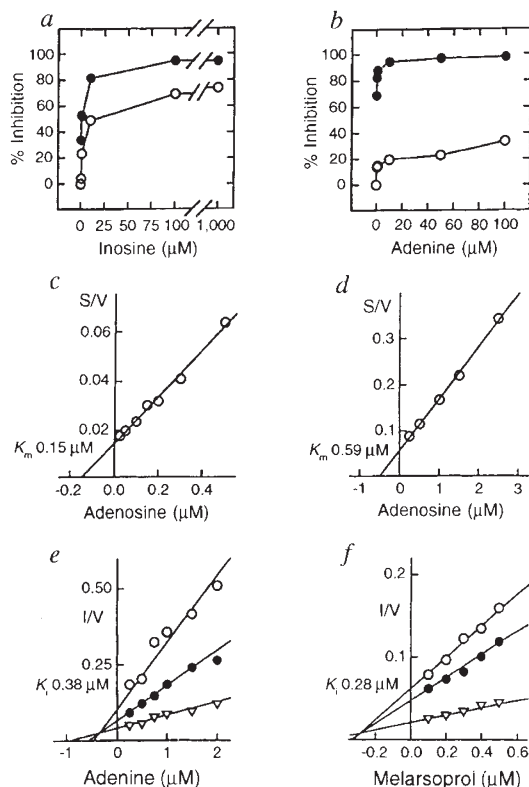 a
% Inhibition
100
80
60
40
20
0
0 25 50 75 100 1,000
Inosine (μM)
b
% Inhibition
100
80
60
40
20
0
0 20 40 60 80 100
Adenine (μM)
c
S/V
0.06
0.04
0.02
Km 0.15 μM
-0.2 0.0 0.2 0.4
Adenosine (μM)
d
S/V
0.3
0.2
0.1
Km 0.59 μM
-1 0 1 2 3
Adenosine (μM)
e
I/V
0.50
0.25
Ki 0.38 μM
-1 0 1 2
Adenine (μM)
f
0.2
I/V
0.1
Ki 0.28 μM
-0.2 0.0 0.2 0.4 0.6
Melarsoprol (μM)